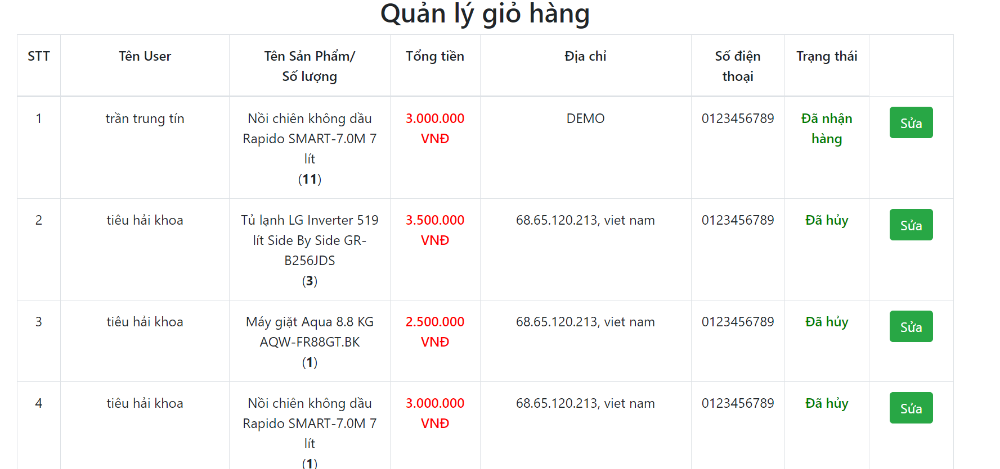 Quản lý giỏ hàng
STT
Tên User
Tên Sản Phẩm/
Số lượng
Tổng tiền
Địa chỉ
Số điện
thoại
Trạng thái
1
trần trung tín
Nồi chiên không dầu
Rapido SMART-7.0M 7
lít
(11)
3.000.000
VNĐ
DEMO
0123456789
Đã nhận
hàng
Sửa
2
tiêu hải khoa
Tủ lạnh LG Inverter 519
lít Side By Side GR-
B256JDS
(3)
3.500.000
VNĐ
68.65.120.213, viet nam
0123456789
Đã hủy
Sửa
3
tiêu hải khoa
Máy giặt Aqua 8.8 KG
AQW-FR88GT.BK
(1)
2.500.000
VNĐ
68.65.120.213, viet nam
0123456789
Đã hủy
Sửa
4
tiêu hải khoa
Nồi chiên không dầu
Rapido SMART-7.0M 7
lít
(1)
3.000.000
VNĐ
68.65.120.213, viet nam
0123456789
Đã hủy
Sửa